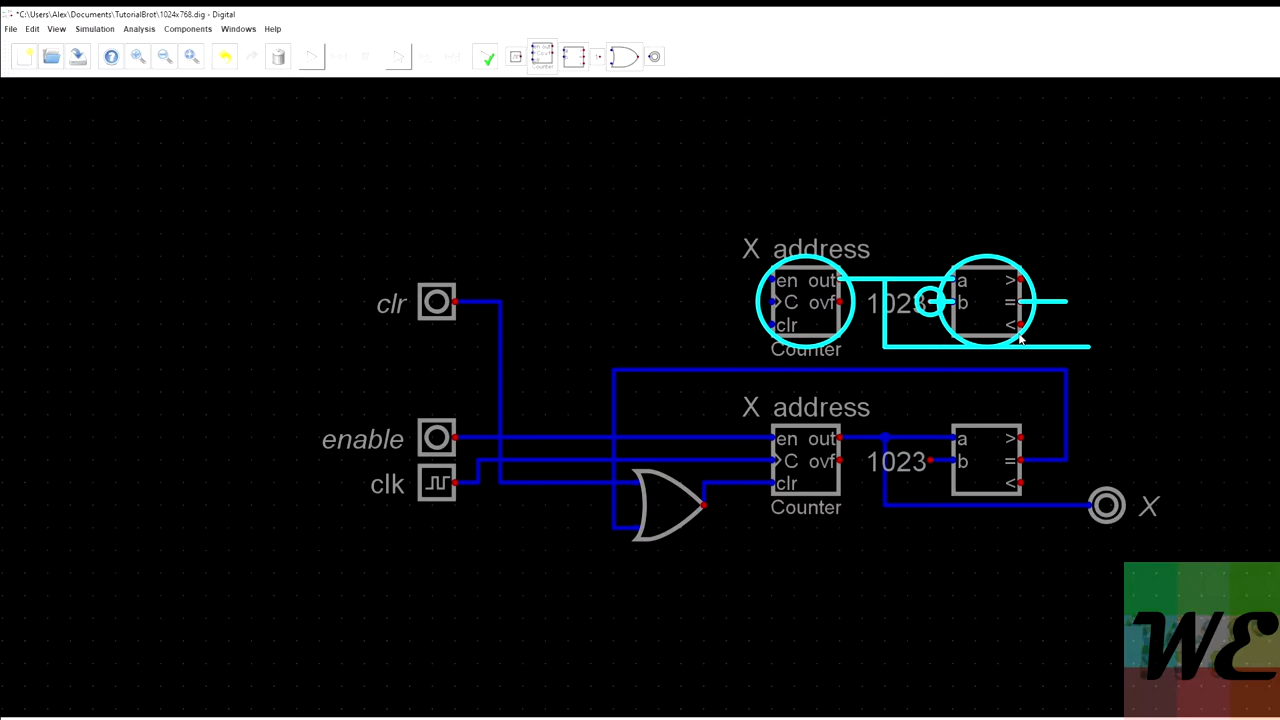 *C:\Users\Alex\Documents\TutorialBrot\1024x768.dig - Digital
File Edit View Simulation Analysis Components Windows Help
X address
en out
C ovf
clr
Counter
1023
a >
b =
<
clr
enable
clk
X address
en out
C ovf
clr
Counter
1023
a >
b =
<
X
WE